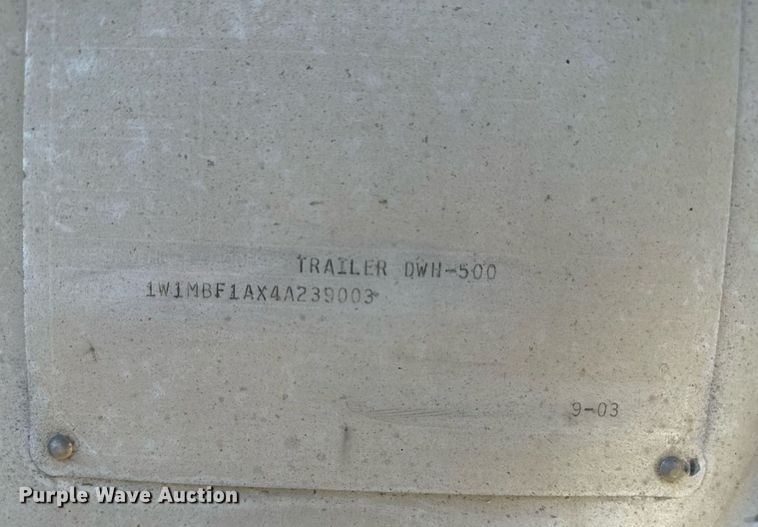 TRAILER DWH-500
1W1MBF1AX4A239003
9-03
Purple Wave Auction